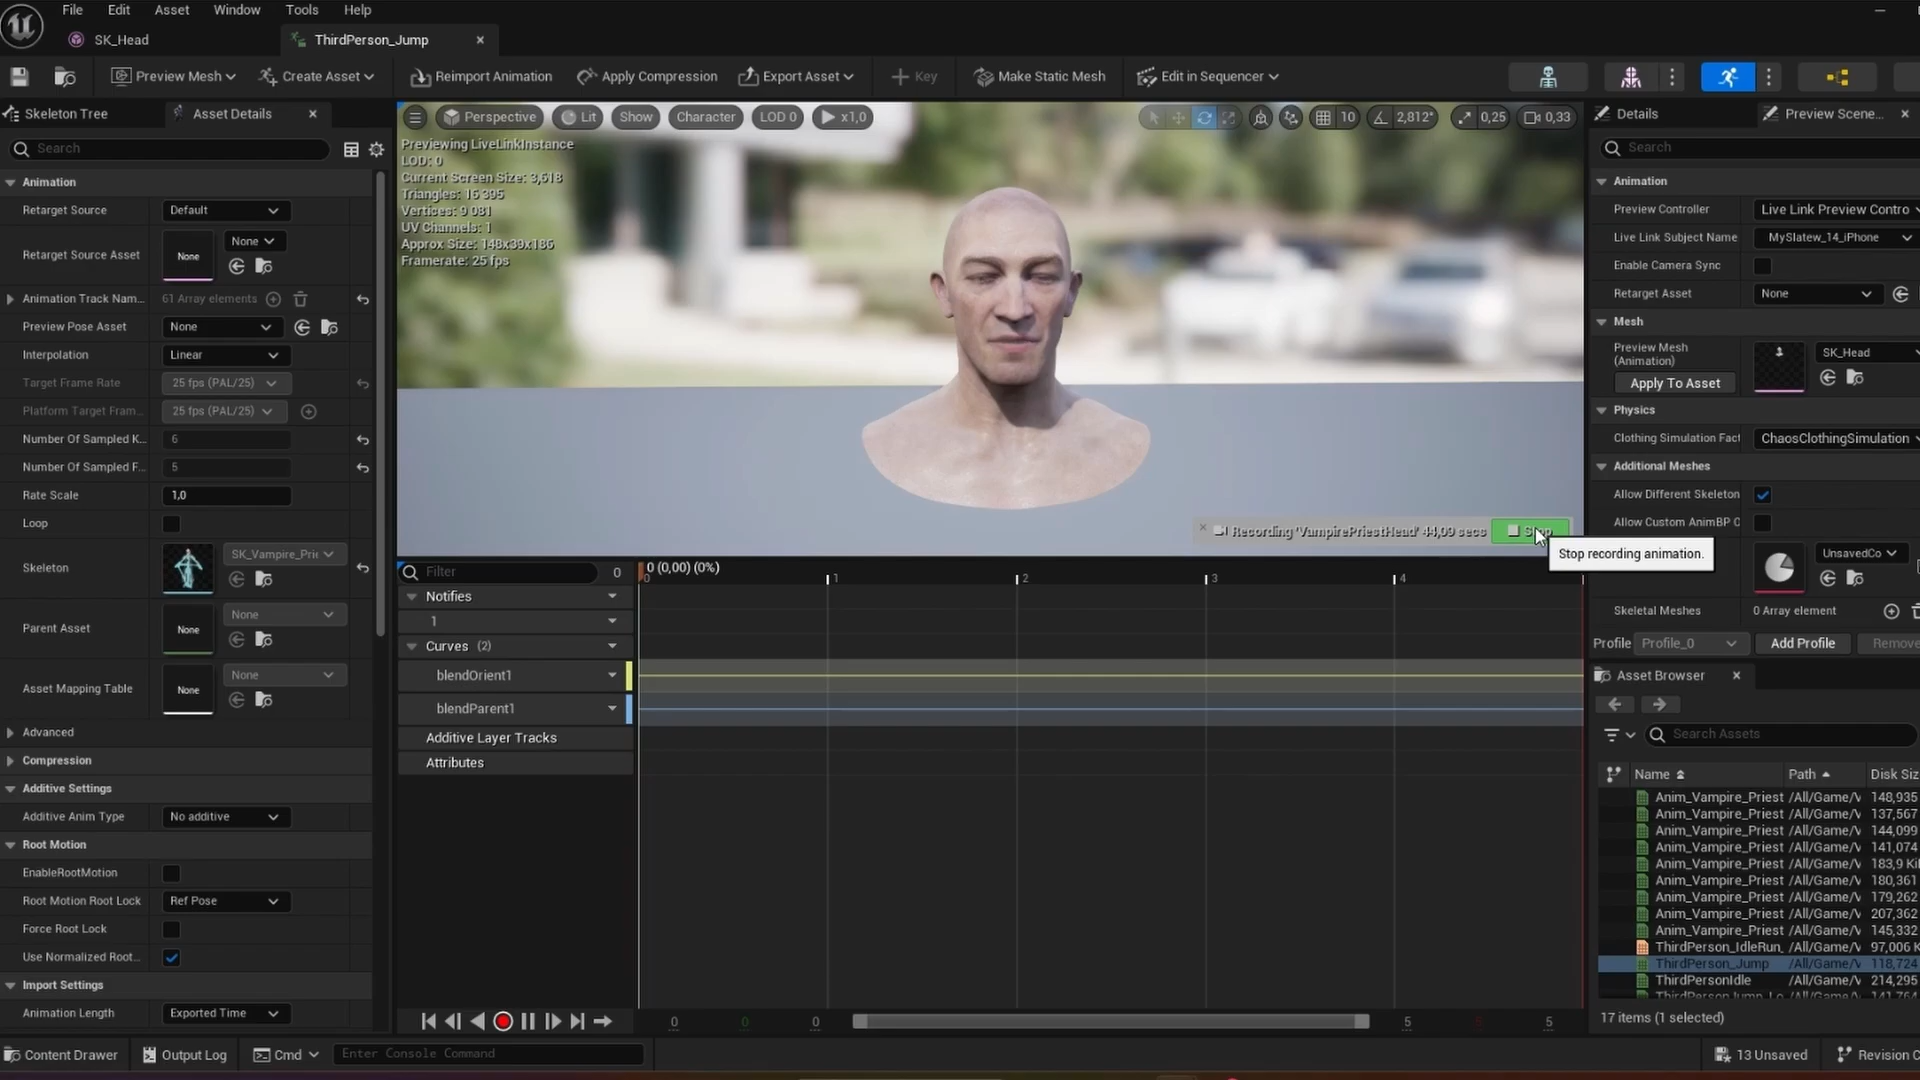 File Edit Asset Window Tools Help
SK_Head
ThirdPerson_Jump
Preview Mesh
Create Asset
Reimport Animation
Apply Compression
Export Asset
Key
Make Static Mesh
Edit in Sequencer
Skeleton Tree
Asset Details
Search
Animation
Retarget Source Default
Retarget Source Asset None None
Animation Track Nam... 61 Array elements
Preview Pose Asset None
Interpolation Linear
Target Frame Rate 25 fps (PAL/25)
Platform Target Fram... 25 fps (PAL/25)
Number Of Sampled K... 6
Number Of Sampled F... 5
Rate Scale 1,0
Loop
Skeleton SK_Vampire_Prie
Parent Asset None None
Asset Mapping Table None None
Advanced
Compression
Additive Settings
Additive Anim Type No additive
Root Motion
EnableRootMotion
Root Motion Root Lock Ref Pose
Force Root Lock
Use Normalized Root...
Import Settings
Animation Length Exported Time
Perspective Lit Show Character LOD 0 x1,0
10 2,812° 0,25 0,33
Previewing LiveLinkInstance
LOD: 0
Current Screen Size: 3,618
Triangles: 16 395
Vertices: 9 081
UV Channels: 1
Approx Size: 148x39x186
Framerate: 25 fps
Recording 'VampirePriestHead' 44,09 secs
Stop recording animation.
Filter 0
0 (0,00) (0%)
0 1 2 3 4
Notifies
1
Curves (2)
blendOrient1
blendParent1
Additive Layer Tracks
Attributes
0 0 0 5 5 5
Details
Preview Scene...
Search
Animation
Preview Controller Live Link Preview Contro
Live Link Subject Name MySlatew_14_iPhone
Enable Camera Sync
Retarget Asset None
Mesh
Preview Mesh
(Animation)
SK_Head
Apply To Asset
Physics
Clothing Simulation Fact ChaosClothingSimulation
Additional Meshes
Allow Different Skeleton
Allow Custom AnimBP O
UnsavedCo
Skeletal Meshes 0 Array element
Profile Profile_0 Add Profile Remove
Asset Browser
Search Assets
Name Path Disk Siz
Anim_Vampire_Priest /All/Game/V 148,935
Anim_Vampire_Priest /All/Game/V 137,567
Anim_Vampire_Priest /All/Game/V 144,099
Anim_Vampire_Priest /All/Game/V 141,074
Anim_Vampire_Priest /All/Game/V 183,9 Ki
Anim_Vampire_Priest /All/Game/V 180,361
Anim_Vampire_Priest /All/Game/V 179,262
Anim_Vampire_Priest /All/Game/V 207,362
Anim_Vampire_Priest /All/Game/V 145,332
ThirdPerson_IdleRun_ /All/Game/V 97,006 K
ThirdPerson_Jump /All/Game/V 118,724
ThirdPersonIdle /All/Game/V 214,295
17 items (1 selected)
Content Drawer
Output Log
Cmd
Enter Console Command
13 Unsaved
Revision C